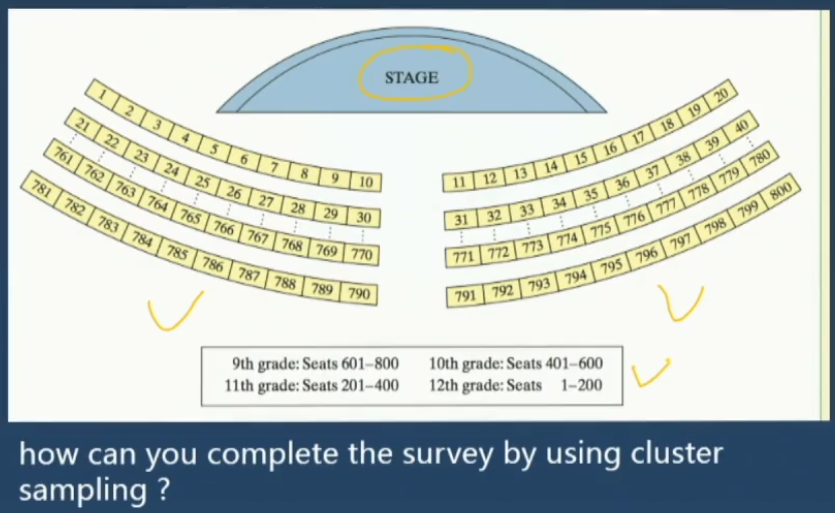 STAGE
1 2 3 4 5 6 7 8 9 10
11 12 13 14 15 16 17 18 19 20
21 22 23 24 25 26 27 28 29 30
31 32 33 34 35 36 37 38 39 40
761 762 763 764 765 766 767 768 769 770
771 772 773 774 775 776 777 778 779 780
781 782 783 784 785 786 787 788 789 790
791 792 793 794 795 796 797 798 799 800
9th grade: Seats 601–800 10th grade: Seats 401–600
11th grade: Seats 201–400 12th grade: Seats 1–200
how can you complete the survey by using cluster
sampling ?